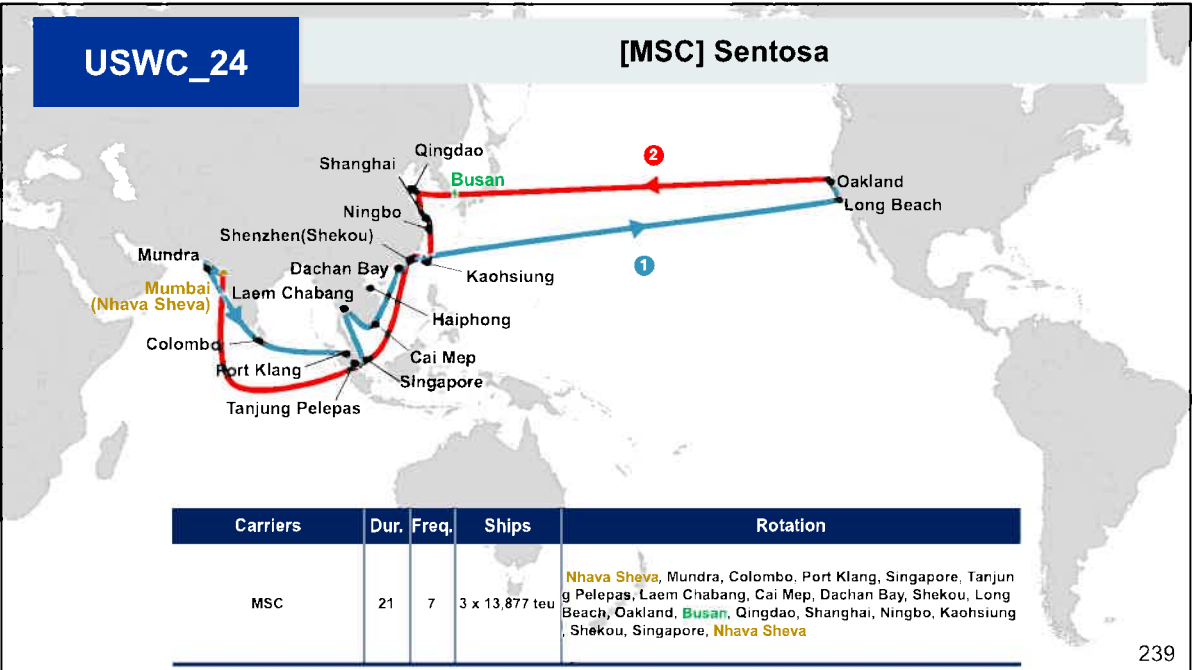 USWC_24
[MSC] Sentosa
Qingdao
Shanghai
Busan
2
Oakland
Long Beach
Ningbo
Shenzhen(Shekou)
1
Mundra
Dachan Bay
Kaohsiung
Mumbai
(Nhava Sheva)
Laem Chabang
Haiphong
Colombo
Cai Mep
Port Klang
Singapore
Tanjung Pelepas
Carriers Dur. Freq. Ships Rotation
Nhava Sheva, Mundra, Colombo, Port Klang, Singapore, Tanjun
MSC 21 7 3 x 13,877 teu g Pelepas, Laem Chabang, Cai Mep, Dachan Bay, Shekou, Long
Beach, Oakland, Busan, Qingdao, Shanghai, Ningbo, Kaohsiung
, Shekou, Singapore, Nhava Sheva
239